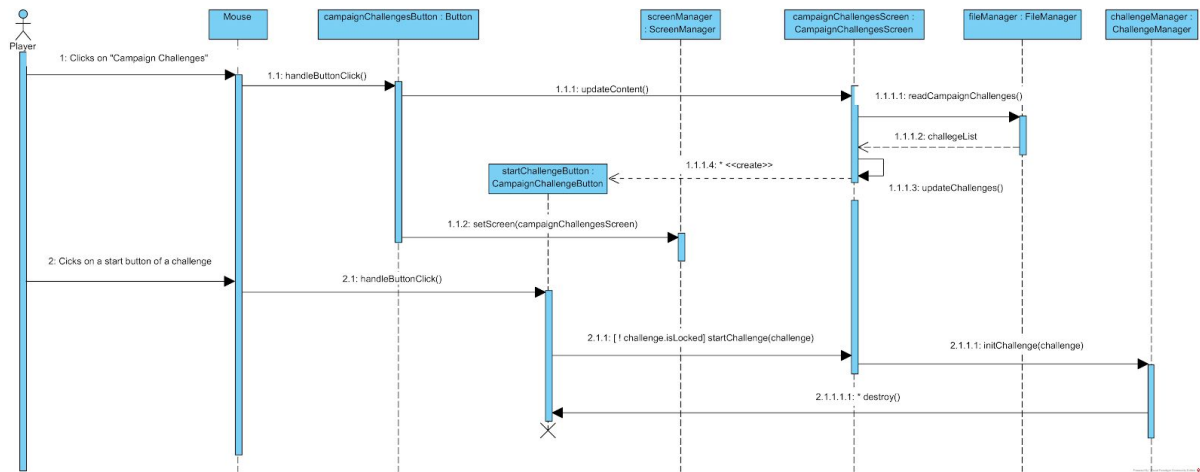 Player
Mouse
campaignChallengesButton : Button
screenManager
: ScreenManager
campaignChallengesScreen :
CampaignChallengesScreen
fileManager : FileManager
challengeManager :
ChallengeManager
1: Clicks on "Campaign Challenges"
1.1: handleButtonClick()
1.1.1: updateContent()
1.1.1.1: readCampaignChallenges()
1.1.1.2: challegeList
1.1.1.4: * <<create>>
startChallengeButton :
CampaignChallengeButton
1.1.1.3: updateChallenges()
1.1.2: setScreen(campaignChallengesScreen)
2: Cicks on a start button of a challenge
2.1: handleButtonClick()
2.1.1: [ ! challenge.isLocked] startChallenge(challenge)
2.1.1.1: initChallenge(challenge)
2.1.1.1.1: * destroy()